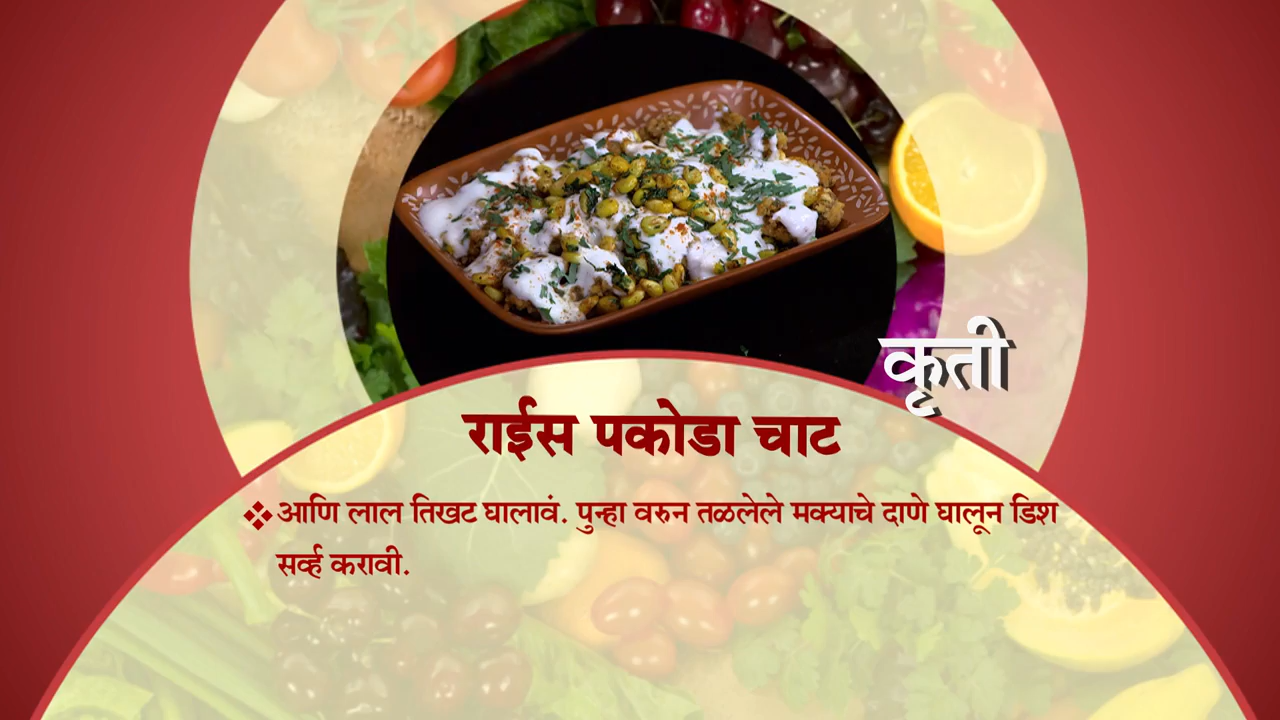 कृती
राईस पकोडा चाट
❖आणि लाल तिखट घालावं. पुन्हा वरुन तळलेले मक्याचे दाणे घालून डिश
सर्व्ह करावी.